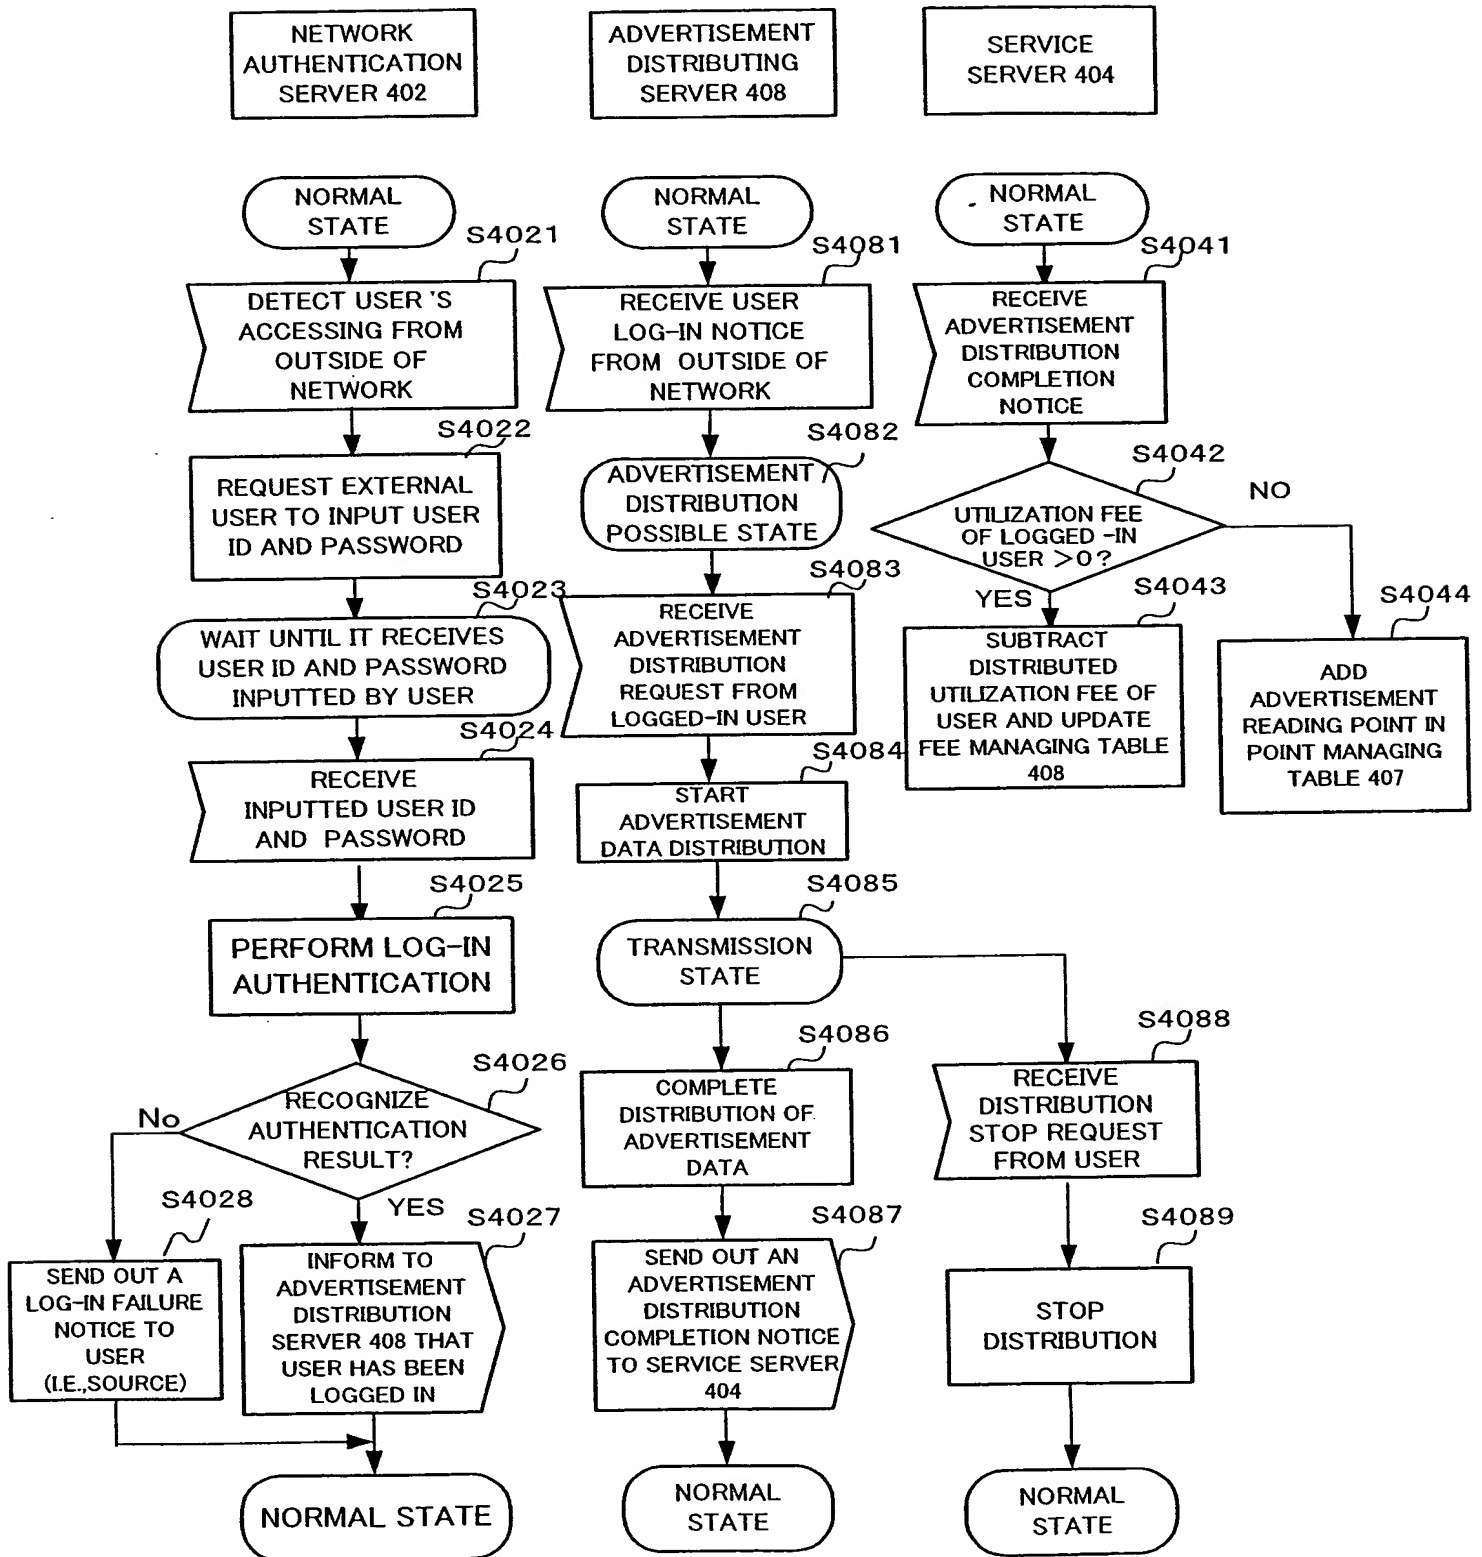 NETWORK
AUTHENTICATION
SERVER 402
ADVERTISEMENT
DISTRIBUTING
SERVER 408
SERVICE
SERVER 404
NORMAL
STATE
S4021
DETECT USER'S
ACCESSING FROM
OUTSIDE OF
NETWORK
S4022
REQUEST EXTERNAL
USER TO INPUT USER
ID AND PASSWORD
S4023
WAIT UNTIL IT RECEIVES
USER ID AND PASSWORD
INPUTTED BY USER
S4024
RECEIVE
INPUTTED USER ID
AND PASSWORD
S4025
PERFORM LOG-IN
AUTHENTICATION
S4026
RECOGNIZE
AUTHENTICATION
RESULT?
No
YES
S4028
SEND OUT A
LOG-IN FAILURE
NOTICE TO
USER
(I.E.,SOURCE)
S4027
INFORM TO
ADVERTISEMENT
DISTRIBUTION
SERVER 408 THAT
USER HAS BEEN
LOGGED IN
NORMAL STATE
NORMAL
STATE
S4081
RECEIVE USER
LOG-IN NOTICE
FROM OUTSIDE OF
NETWORK
S4082
ADVERTISEMENT
DISTRIBUTION
POSSIBLE STATE
S4083
RECEIVE
ADVERTISEMENT
DISTRIBUTION
REQUEST FROM
LOGGED-IN USER
S4084
START
ADVERTISEMENT
DATA DISTRIBUTION
S4085
TRANSMISSION
STATE
S4086
COMPLETE
DISTRIBUTION OF
ADVERTISEMENT
DATA
S4087
SEND OUT AN
ADVERTISEMENT
DISTRIBUTION
COMPLETION NOTICE
TO SERVICE SERVER
404
NORMAL
STATE
S4088
RECEIVE
DISTRIBUTION
STOP REQUEST
FROM USER
S4089
STOP
DISTRIBUTION
NORMAL
STATE
NORMAL
STATE
S4041
RECEIVE
ADVERTISEMENT
DISTRIBUTION
COMPLETION
NOTICE
S4042
UTILIZATION FEE
OF LOGGED -IN
USER >0?
NO
YES
S4043
SUBTRACT
DISTRIBUTED
UTILIZATION FEE OF
USER AND UPDATE
FEE MANAGING TABLE
408
S4044
ADD
ADVERTISEMENT
READING POINT IN
POINT MANAGING
TABLE 407